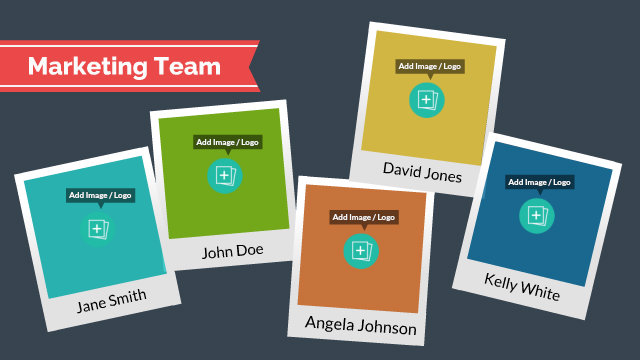 Marketing Team
Add Image / Logo
David Jones
Add Image / Logo
John Doe
Add Image / Logo
Kelly White
Add Image / Logo
Jane Smith
Add Image / Logo
Angela Johnson